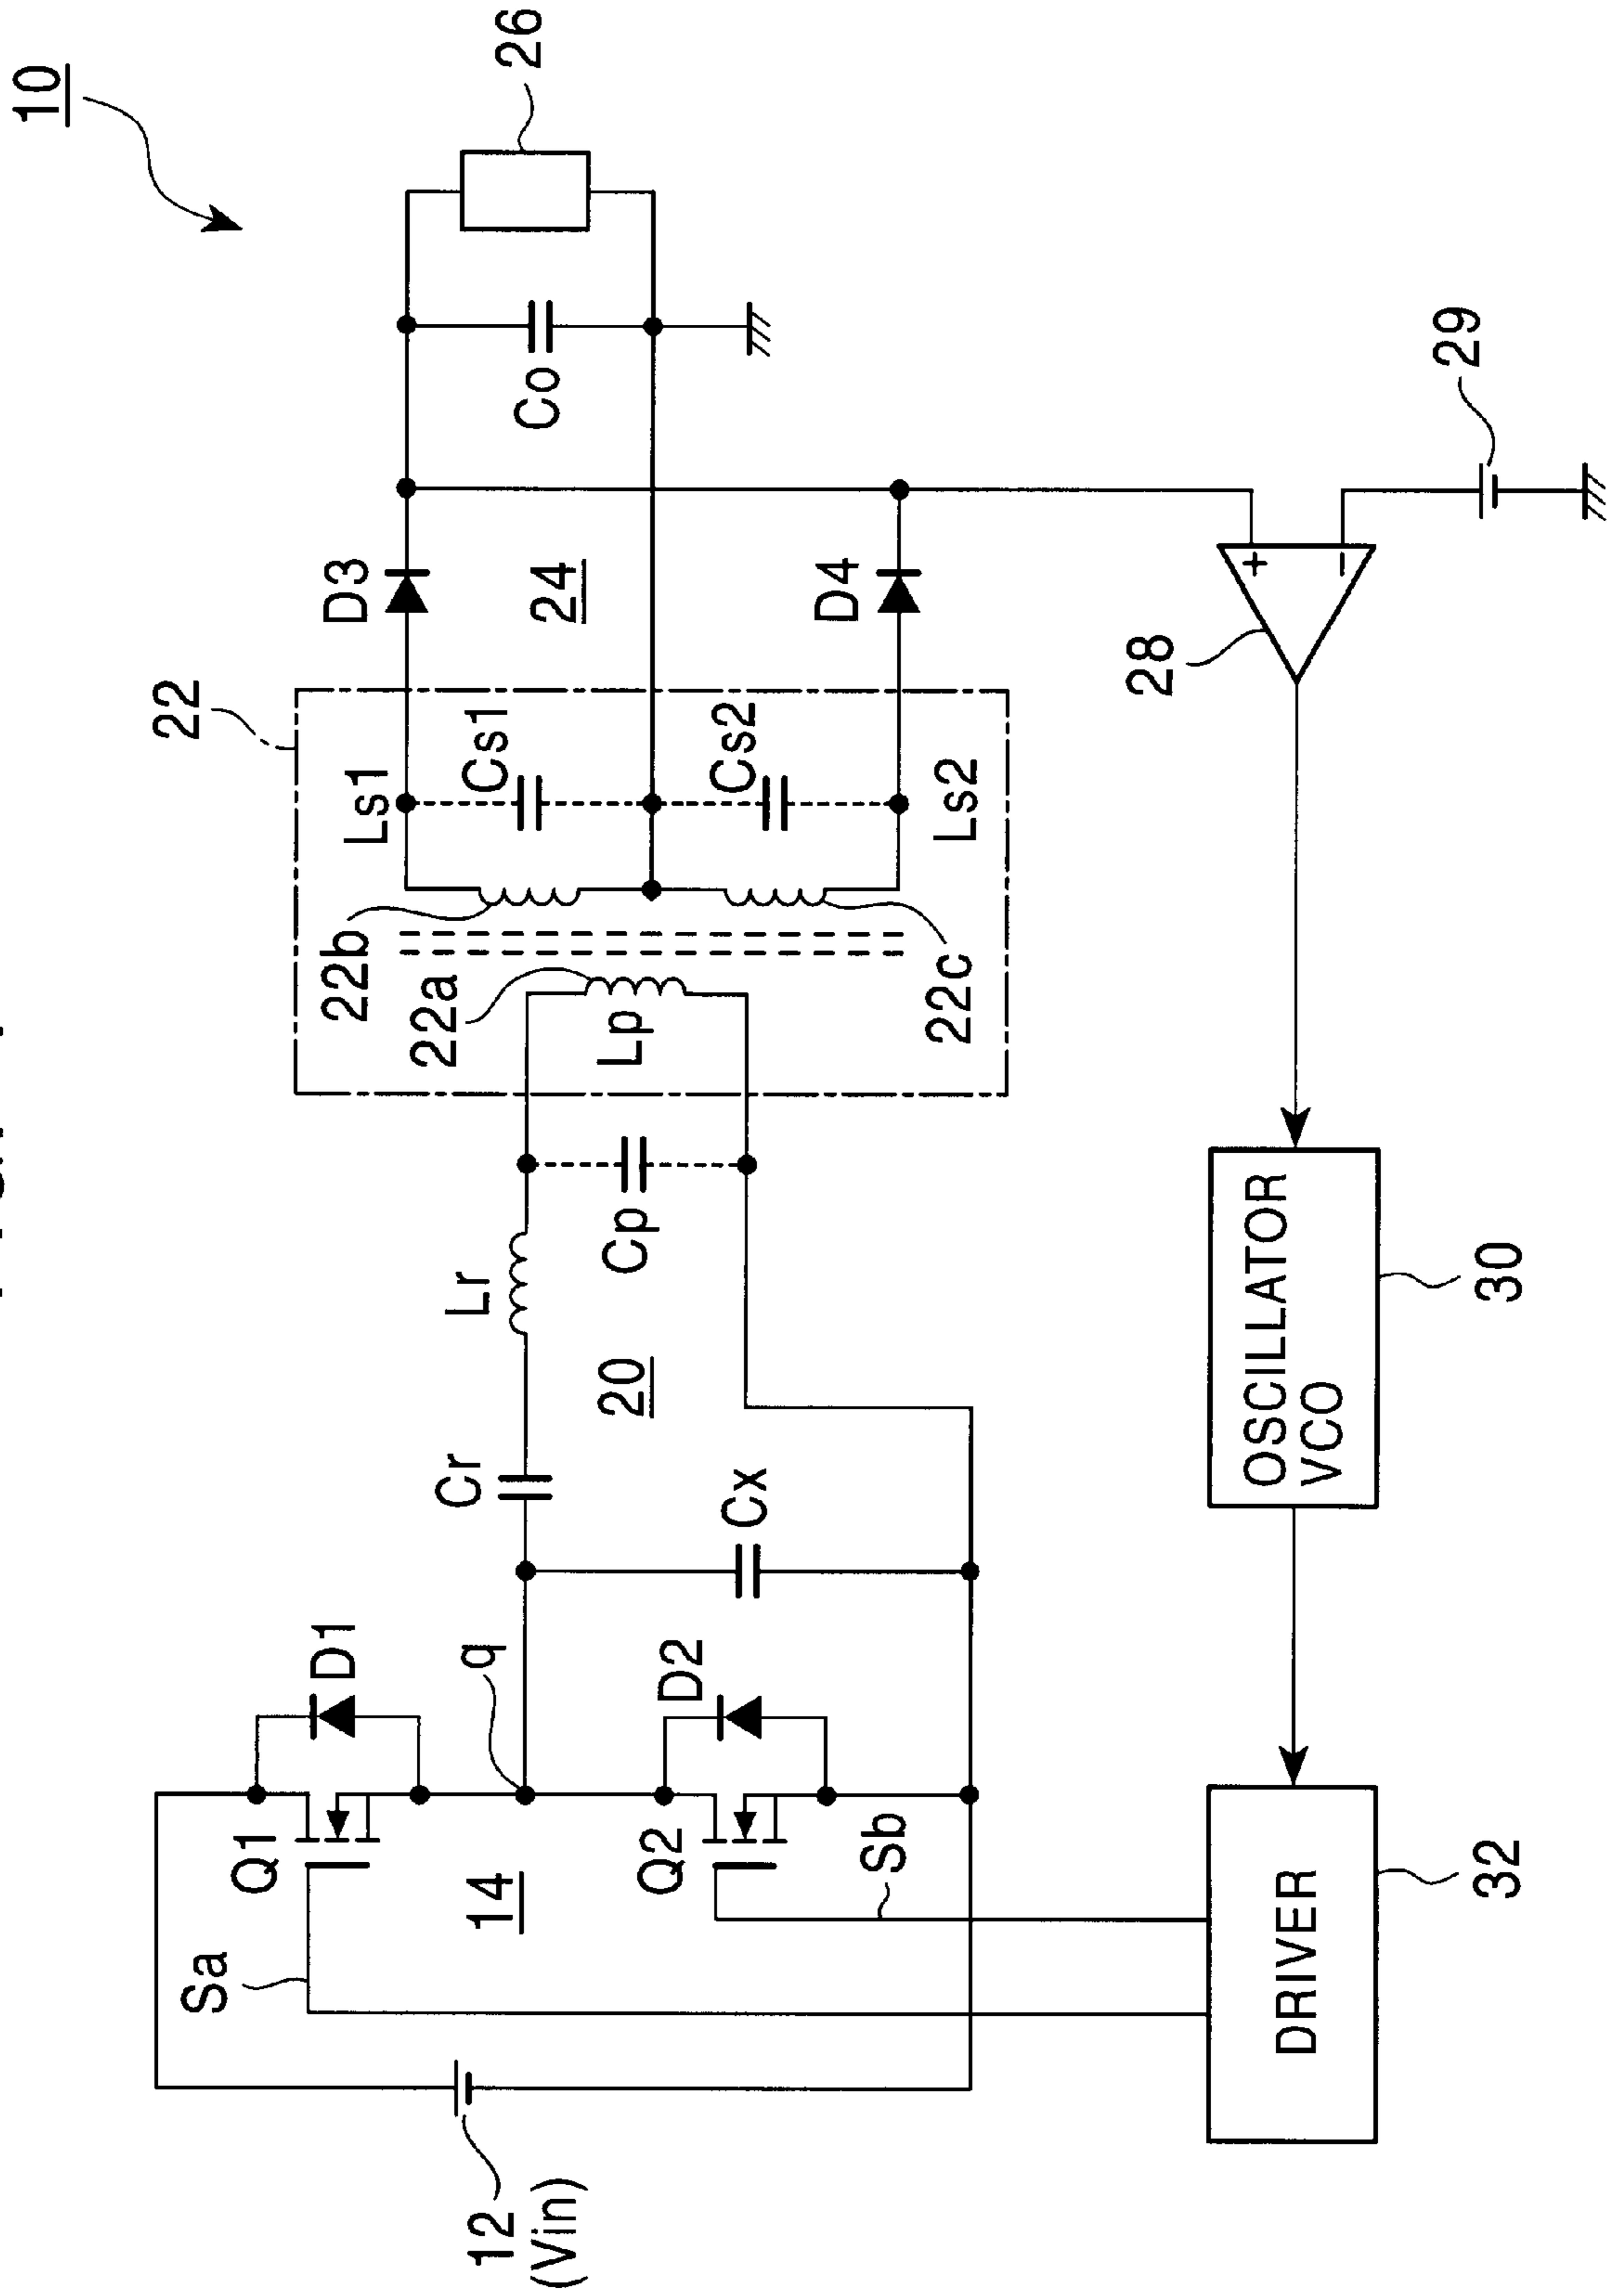 10
22
26
D3
Ls1
22b
Cs1
24
Co
22a
Lp
Cs2
D4
Ls2
22c
Lr
Cr
Cp
20
Cx
D1
q
D2
Q1
14
Q2
Sa
Sb
12
(Vin)
28
+
−
29
OSCILLATOR
VCO
30
DRIVER
32